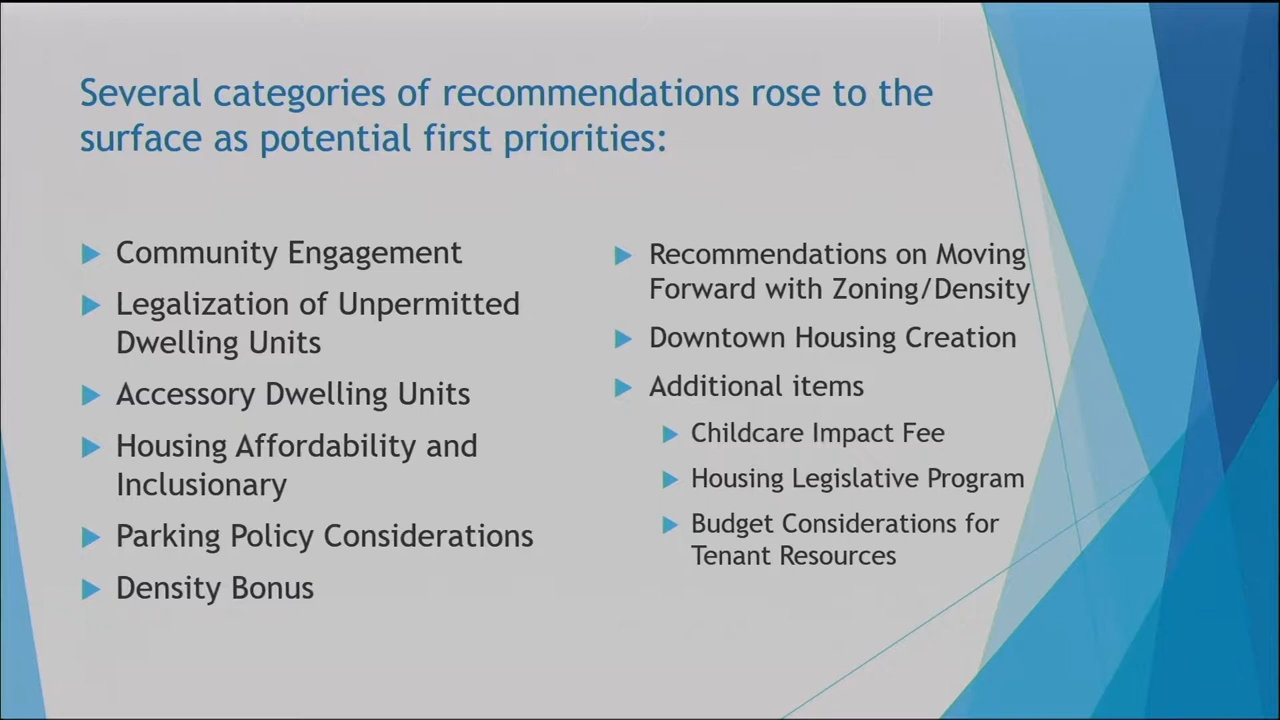 Several categories of recommendations rose to the
surface as potential first priorities:
Community Engagement
Legalization of Unpermitted
Dwelling Units
Accessory Dwelling Units
Housing Affordability and
Inclusionary
Parking Policy Considerations
Density Bonus
Recommendations on Moving
Forward with Zoning/Density
Downtown Housing Creation
Additional items
Childcare Impact Fee
Housing Legislative Program
Budget Considerations for
Tenant Resources